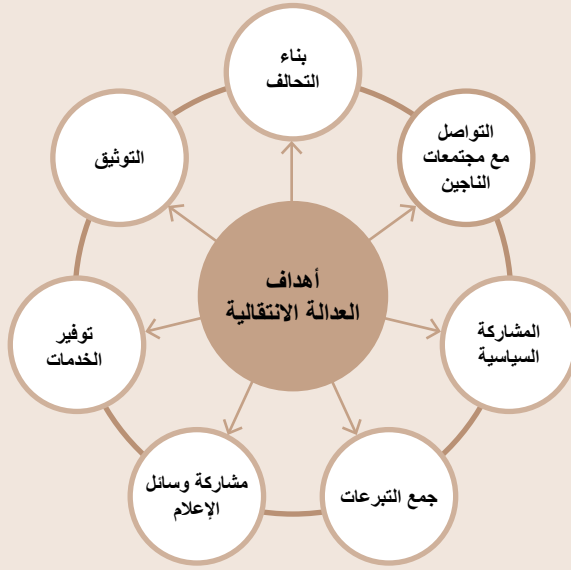 بناء
التحالف
التواصل
مع مجتمعات
الناجين
التوثيق
أهداف
العدالة الانتقالية
المشاركة
السياسية
توفير
الخدمات
جمع التبرعات
مشاركة وسائل
الإعلام